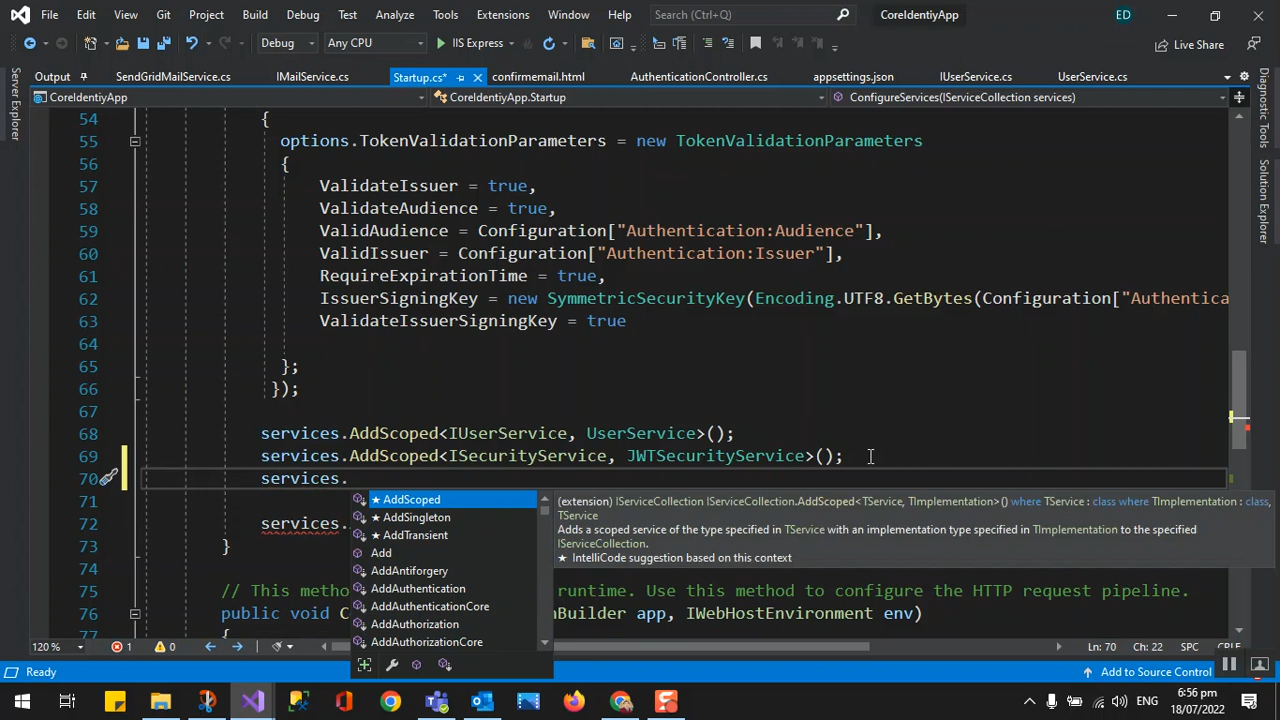 File Edit View Git Project Build Debug Test Analyze Tools Extensions Window Help Search (Ctrl+Q) CoreIdentiyApp ED
Debug Any CPU IIS Express Live Share
Output SendGridMailService.cs IMailService.cs Startup.cs* confirmemail.html AuthenticationController.cs appsettings.json IUserService.cs UserService.cs
CoreIdentiyApp CoreIdentiyApp.Startup ConfigureServices(IServiceCollection services)
Server Explorer
Diagnostic Tools
Solution Explorer
54 {
55 options.TokenValidationParameters = new TokenValidationParameters
56 {
57 ValidateIssuer = true,
58 ValidateAudience = true,
59 ValidAudience = Configuration["Authentication:Audience"],
60 ValidIssuer = Configuration["Authentication:Issuer"],
61 RequireExpirationTime = true,
62 IssuerSigningKey = new SymmetricSecurityKey(Encoding.UTF8.GetBytes(Configuration["Authentica
63 ValidateIssuerSigningKey = true
64
65 };
66 });
67
68 services.AddScoped<IUserService, UserService>();
69 services.AddScoped<ISecurityService, JWTSecurityService>();
70 services.
71
72 services.
73 }
74
75 // This metho runtime. Use this method to configure the HTTP request pipeline.
76 public void C nBuilder app, IWebHostEnvironment env)
77 {
★ AddScoped
★ AddSingleton
★ AddTransient
Add
AddAntiforgery
AddAuthentication
AddAuthenticationCore
AddAuthorization
AddAuthorizationCore
(extension) IServiceCollection IServiceCollection.AddScoped<TService, TImplementation>() where TService : class where TImplementation : class,
TService
Adds a scoped service of the type specified in TService with an implementation type specified in TImplementation to the specified
IServiceCollection.
★ IntelliCode suggestion based on this context
120 % 1 0 Ln: 70 Ch: 22 SPC CRLF
Ready Add to Source Control
ENG 6:56 pm
18/07/2022